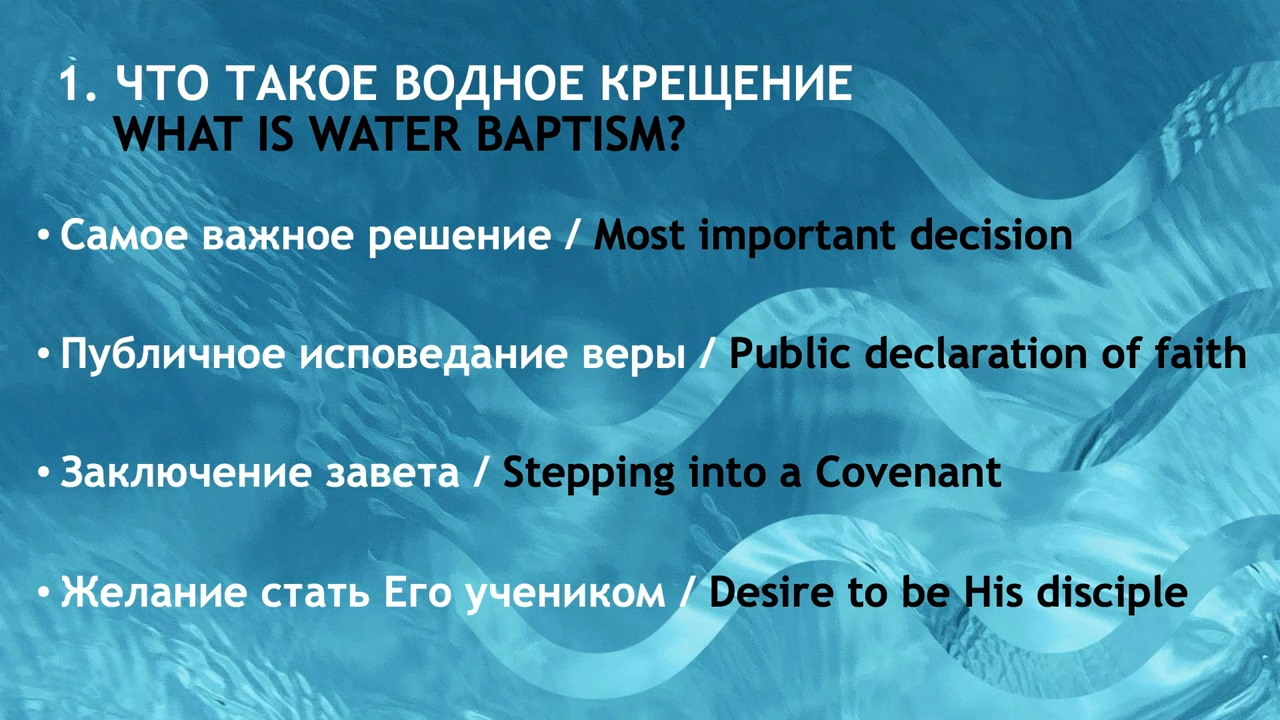 1. ЧТО ТАКОЕ ВОДНОЕ КРЕЩЕНИЕ
WHAT IS WATER BAPTISM?
• Самое важное решение / Most important decision
• Публичное исповедание веры / Public declaration of faith
• Заключение завета / Stepping into a Covenant
• Желание стать Его учеником / Desire to be His disciple